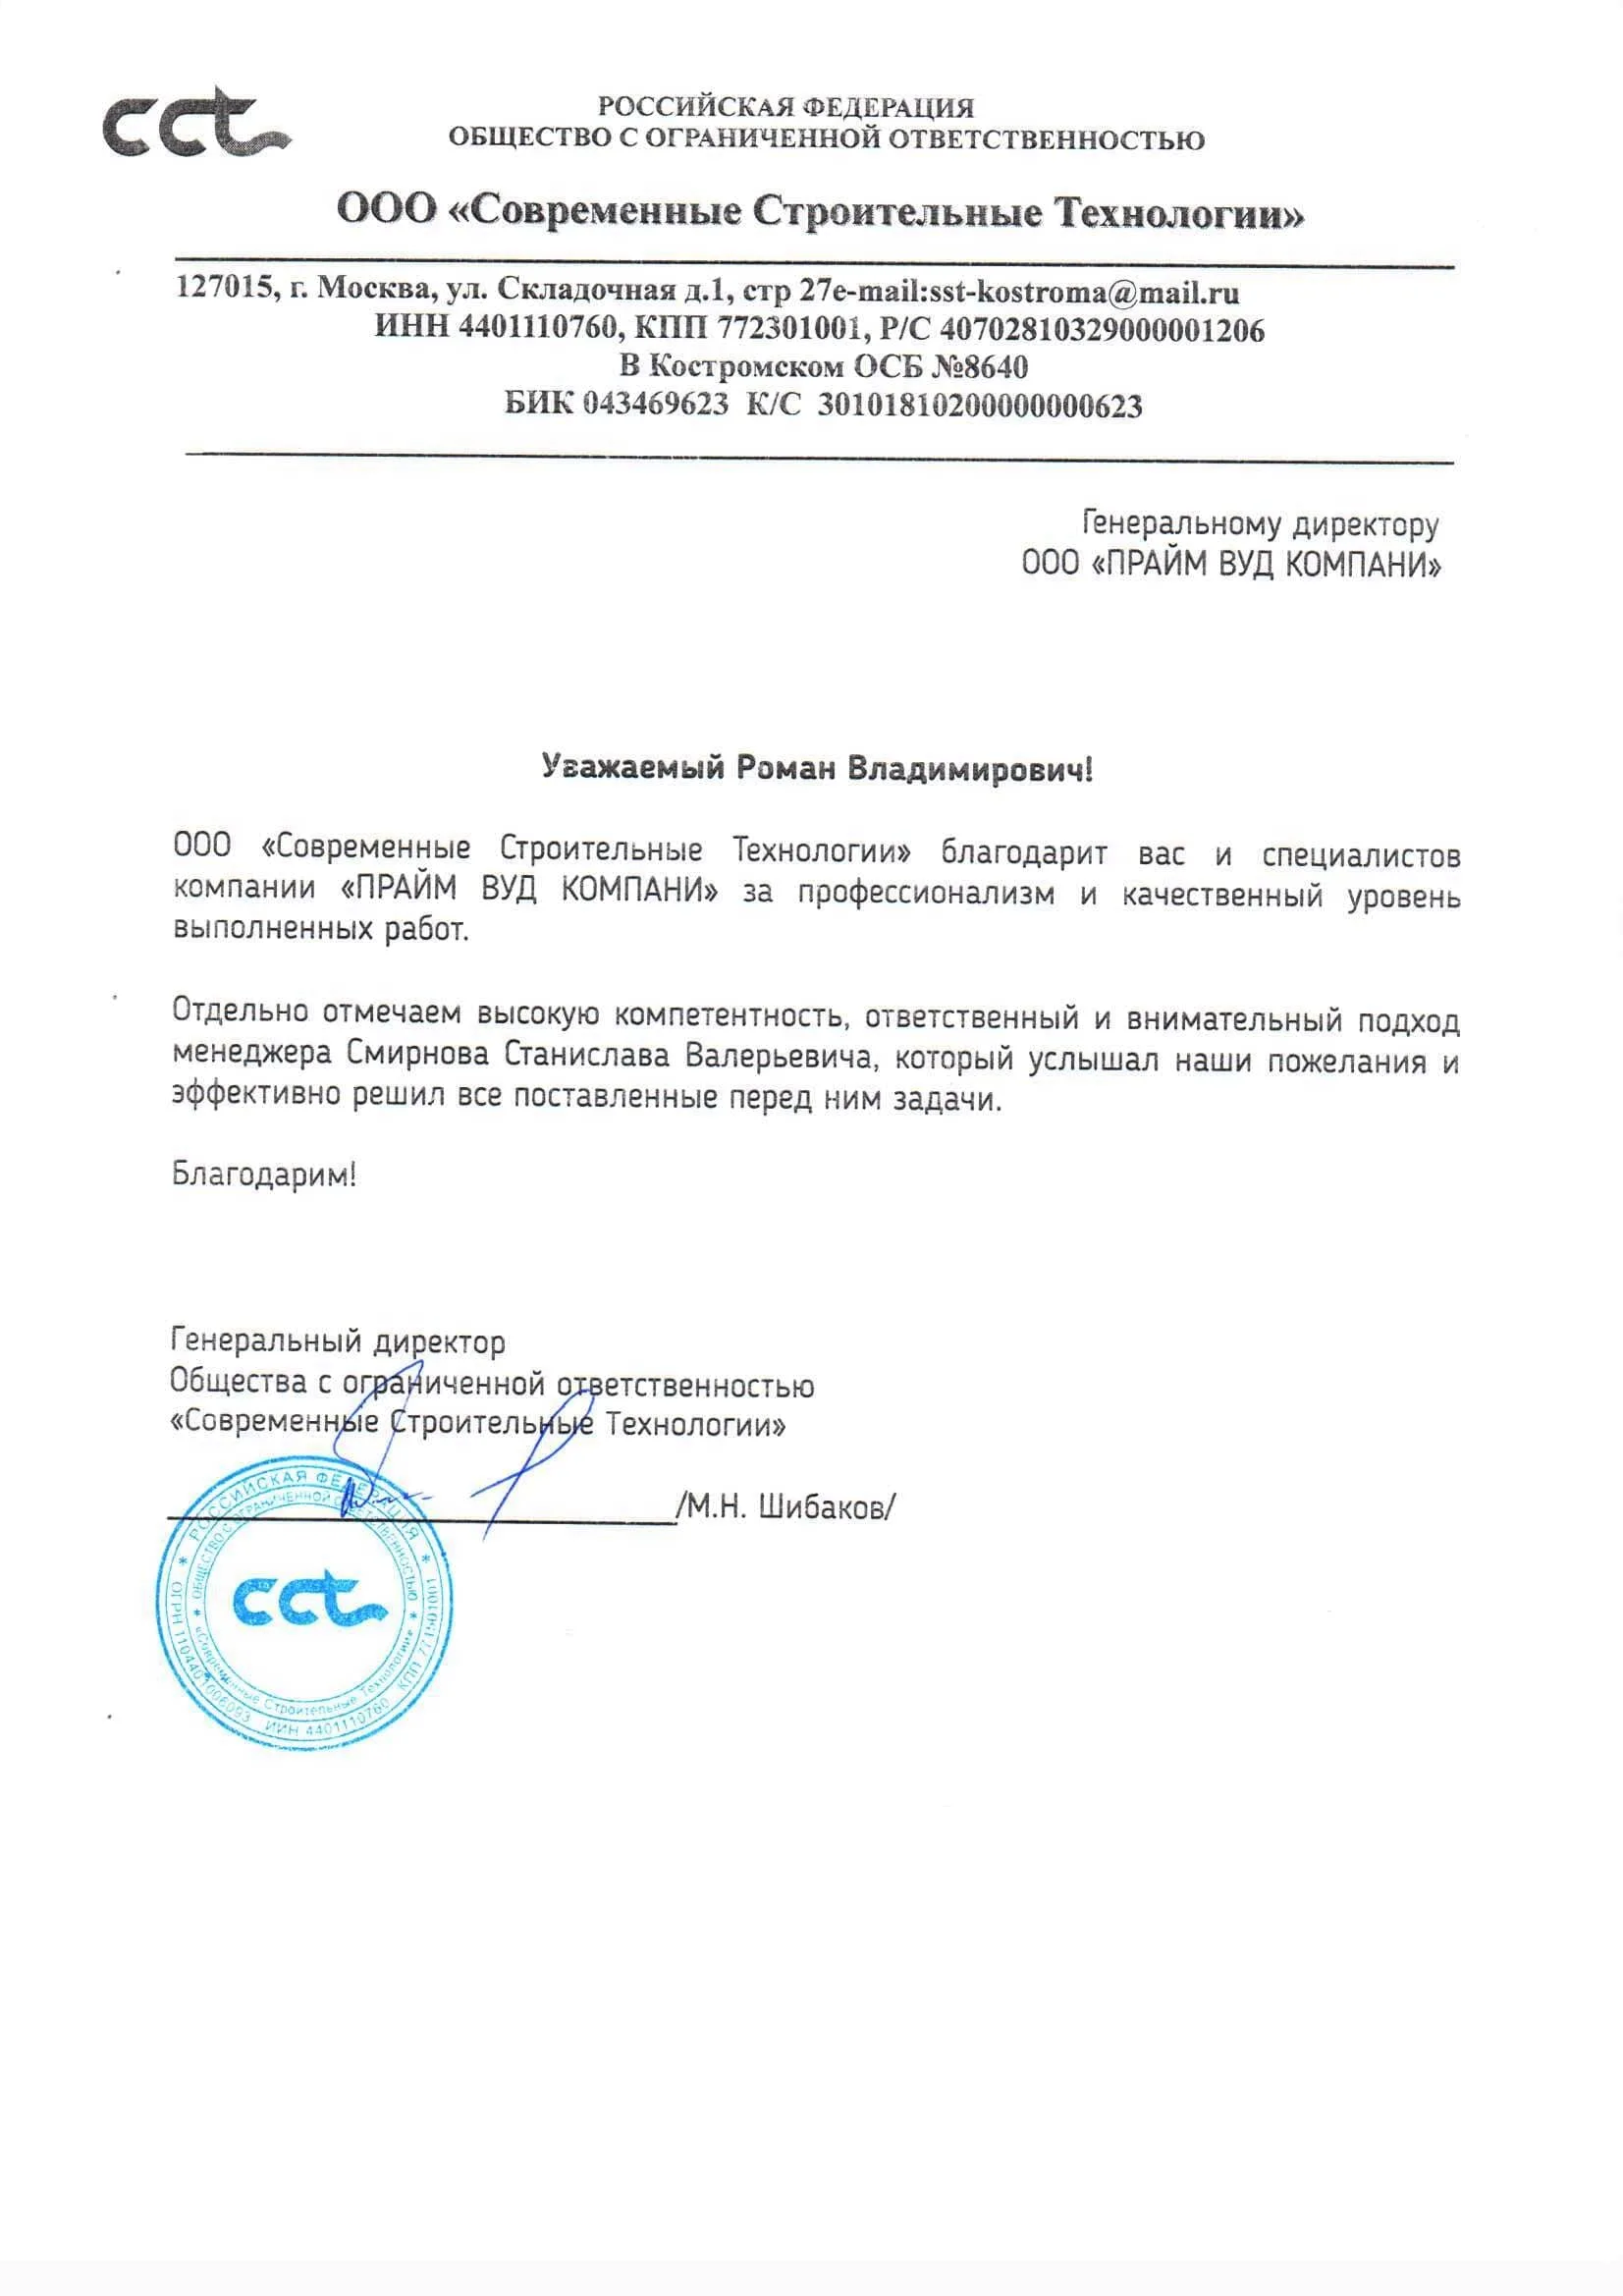 сст
РОССИЙСКАЯ ФЕДЕРАЦИЯ
ОБЩЕСТВО С ОГРАНИЧЕННОЙ ОТВЕТСТВЕННОСТЬЮ
ООО «Современные Строительные Технологии»
127015, г. Москва, ул. Складочная д.1, стр 27e-mail:sst-kostroma@mail.ru
ИНН 4401110760, КПП 772301001, Р/С 40702810329000001206
В Костромском ОСБ №8640
БИК 043469623 К/С 30101810200000000623
Генеральному директору
ООО «ПРАЙМ ВУД КОМПАНИ»
Уважаемый Роман Владимирович!
ООО «Современные Строительные Технологии» благодарит вас и специалистов
компании «ПРАЙМ ВУД КОМПАНИ» за профессионализм и качественный уровень
выполненных работ.
Отдельно отмечаем высокую компетентность, ответственный и внимательный подход
менеджера Смирнова Станислава Валерьевича, который услышал наши пожелания и
эффективно решил все поставленные перед ним задачи.
Благодарим!
Генеральный директор
Общества с ограниченной ответственностью
«Современные Строительные Технологии»
/М.Н. Шибаков/
* РОССИЙСКАЯ ФЕДЕРАЦИЯ *
ОГРН 1104401006093 ИИН 4401110760 КПП 771501001
* ОБЩЕСТВО С ОГРАНИЧЕННОЙ ОТВЕТСТВЕННОСТЬЮ *
«Современные Строительные Технологии»
сст